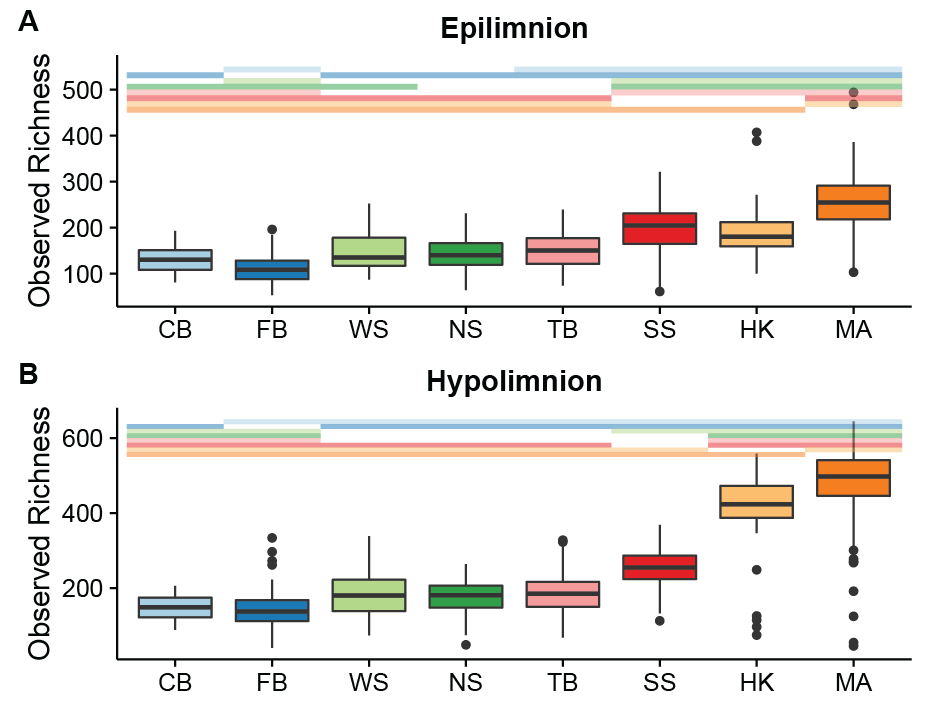 A
Epilimnion
Observed Richness
500
400
300
200
100
CB FB WS NS TB SS HK MA
B
Hypolimnion
Observed Richness
600
400
200
CB FB WS NS TB SS HK MA